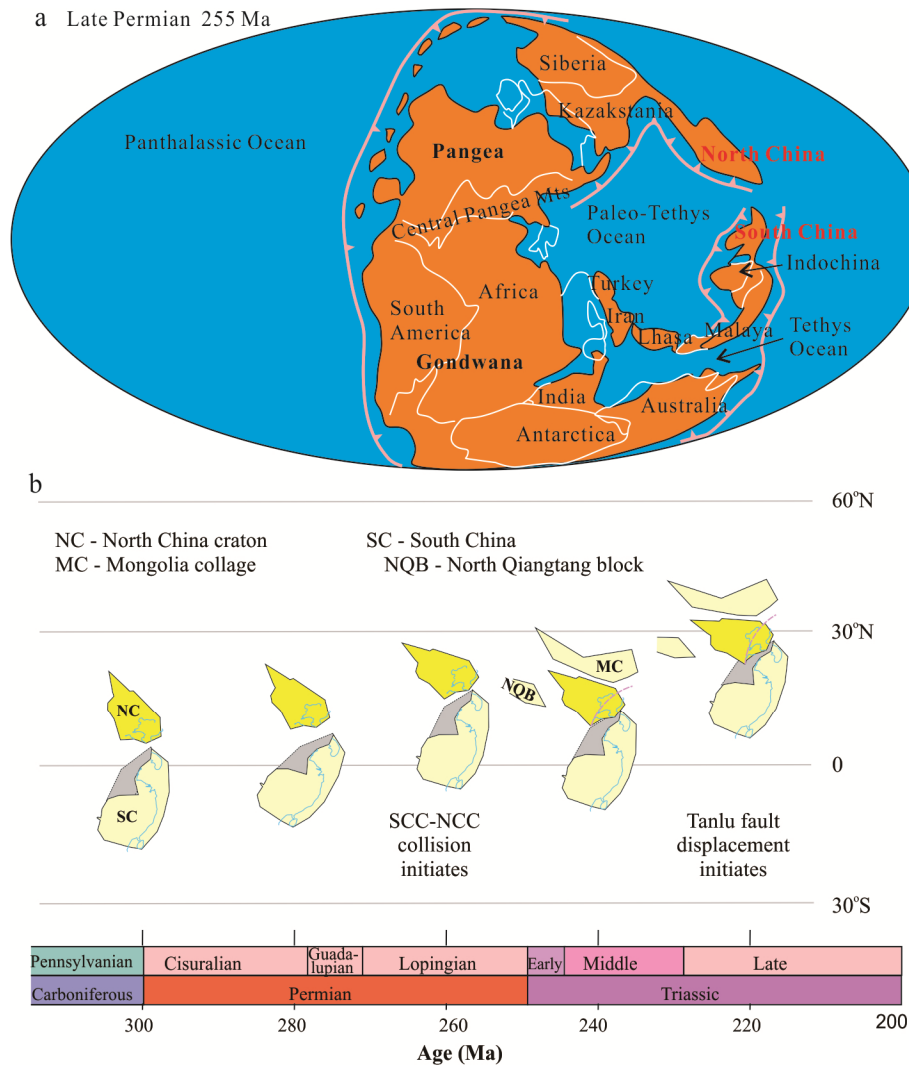 a Late Permian 255 Ma
Siberia
Kazakstania
Panthalassic Ocean
Pangea
North China
Central Pangea Mts
Paleo-Tethys
Ocean
South China
Indochina
Turkey
Africa
South
America
Iran
Lhasa
Malaya
Tethys
Ocean
Gondwana
India
Australia
Antarctica
b
60°N
NC - North China craton
SC - South China
MC - Mongolia collage
NQB - North Qiangtang block
30°N
MC
NQB
NC
0
SC
SCC-NCC
collision
initiates
Tanlu fault
displacement
initiates
30°S
Pennsylvanian
Cisuralian
Guada-
lupian
Lopingian
Early
Middle
Late
Carboniferous
Permian
Triassic
300
280
260
240
220
200
Age (Ma)